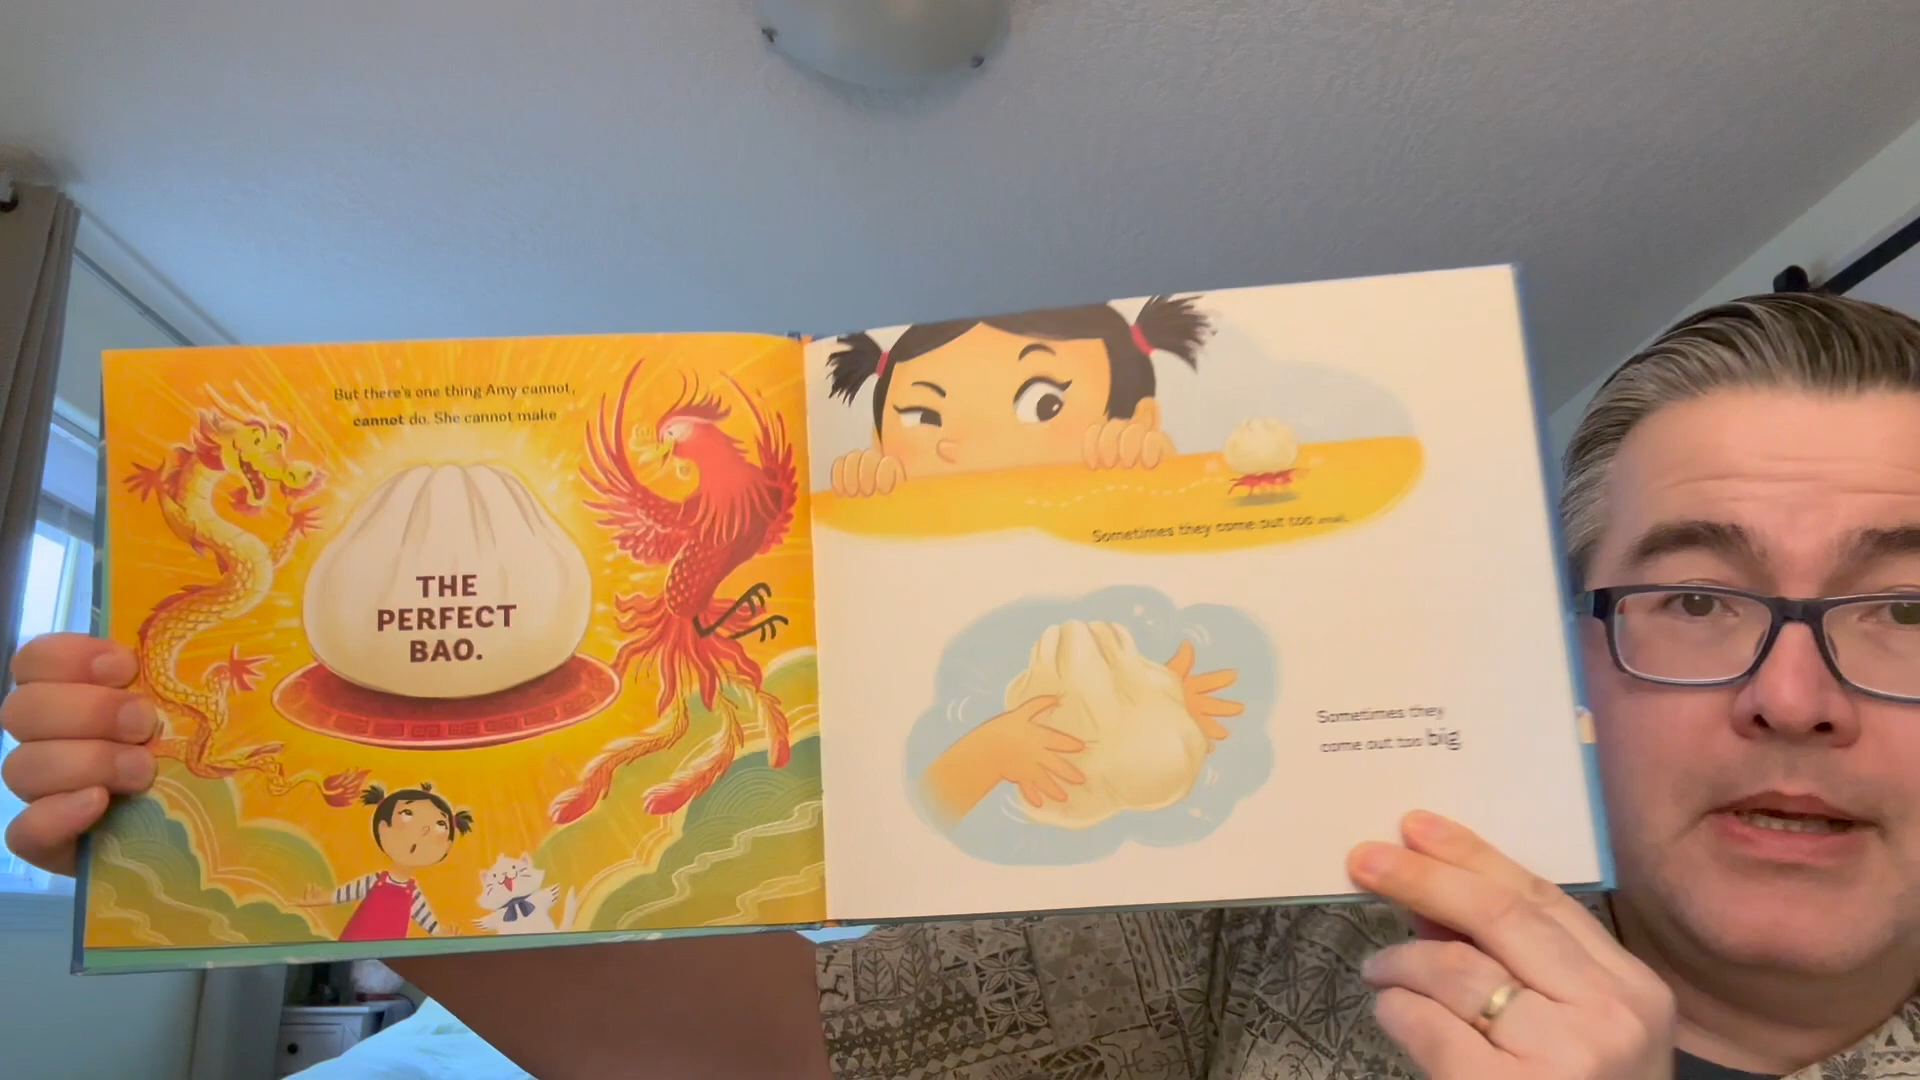 But there's one thing Amy cannot,
cannot do. She cannot make
THE
PERFECT
BAO.
Sometimes they come out too small.
Sometimes they
come out too big